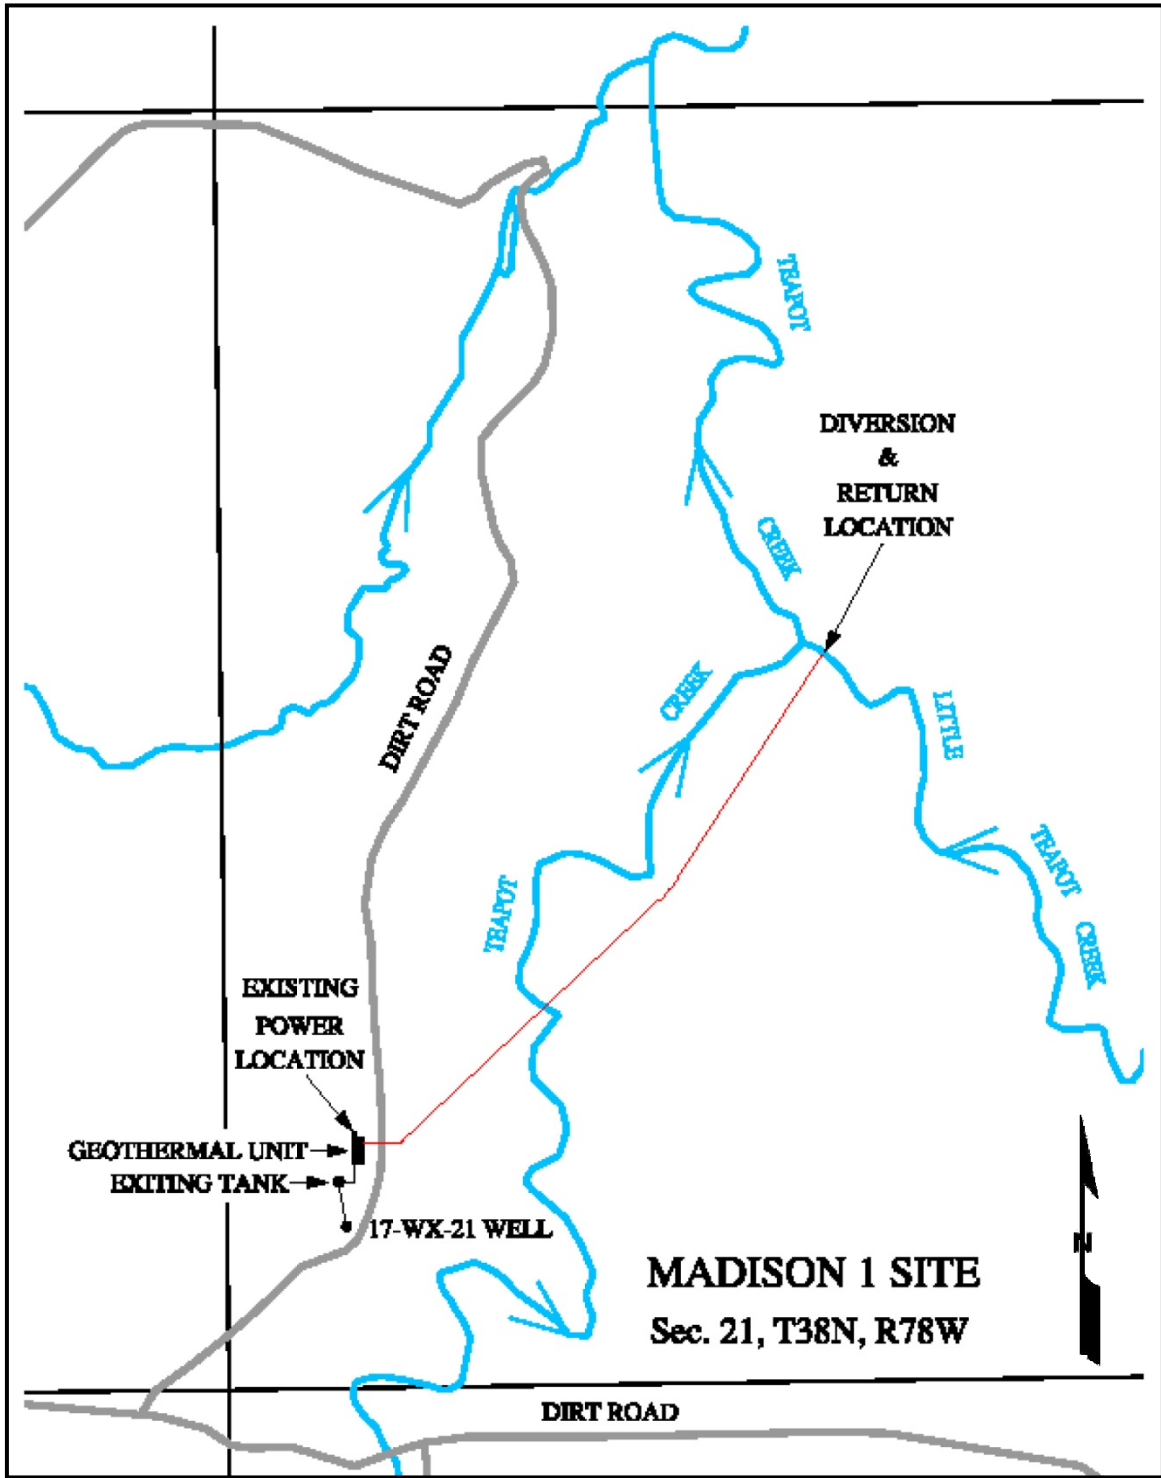 TEAPOT
DIVERSION
&
RETURN
LOCATION
CREEK
DIRT ROAD
CREEK
LITTLE
TEAPOT
CREEK
TEAPOT
EXISTING
POWER
LOCATION
GEOTHERMAL UNIT
EXITING TANK
17-WX-21 WELL
N
MADISON 1 SITE
Sec. 21, T38N, R78W
DIRT ROAD